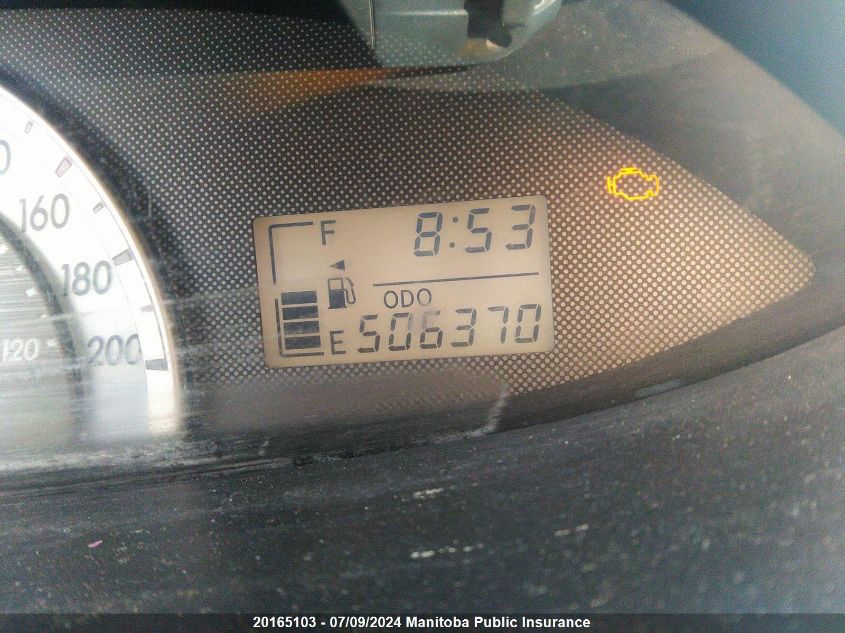 160
180
200
120
F 8:53
ODO
E 506370
20165103 - 07/09/2024 Manitoba Public Insurance